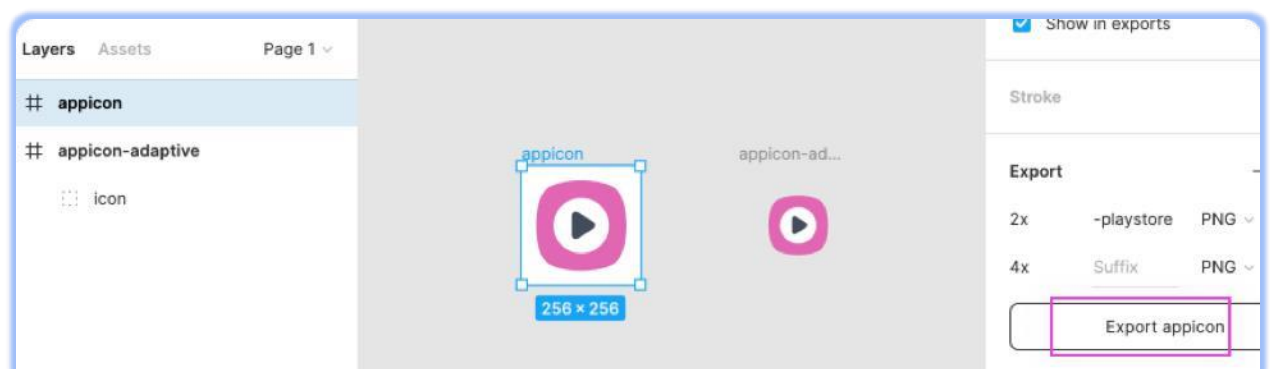 Layers Assets Page 1
appicon
appicon-adaptive
icon
appicon
appicon-ad...
256 × 256
Show in exports
Stroke
Export
2x -playstore PNG
4x Suffix PNG
Export appicon